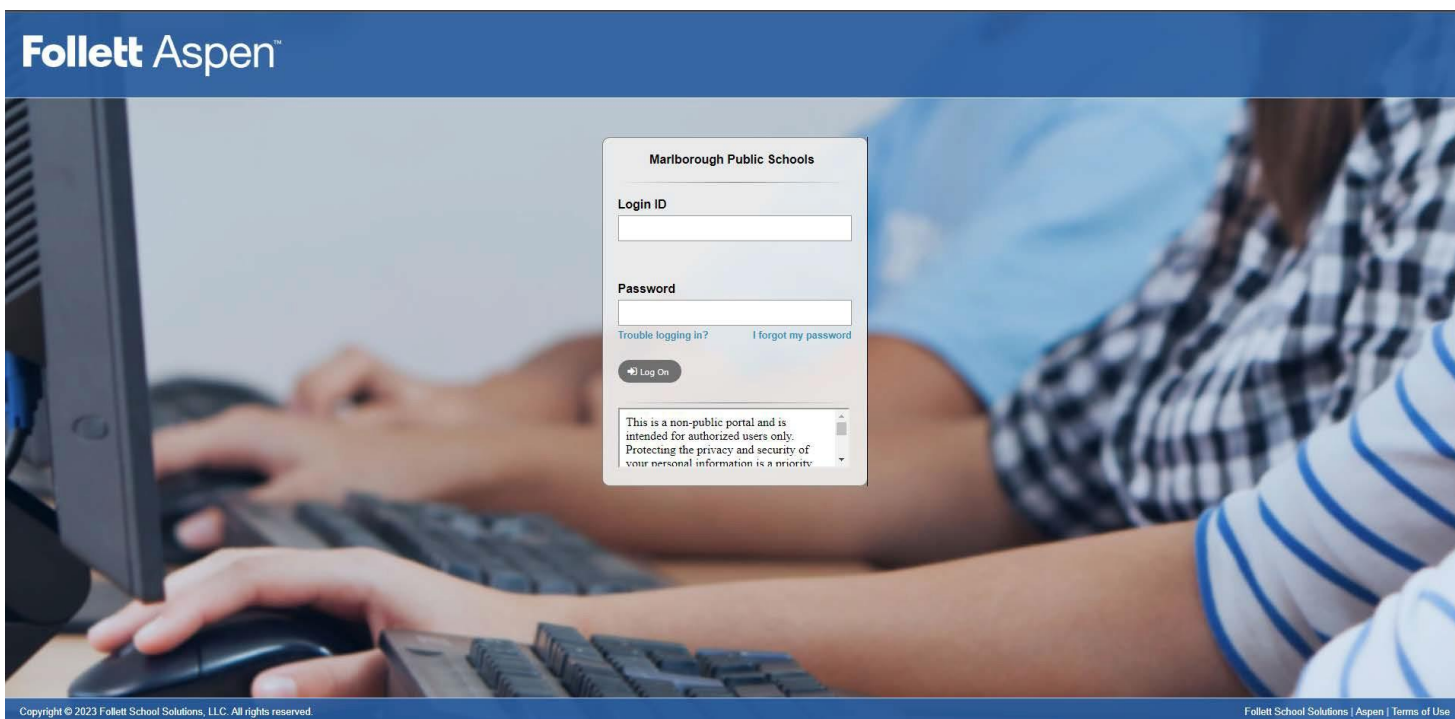 Follett Aspen™
Marlborough Public Schools
Login ID
Password
Trouble logging in? I forgot my password
Log On
This is a non-public portal and is
intended for authorized users only.
Protecting the privacy and security of
your personal information is a priority
Copyright © 2023 Follett School Solutions, LLC. All rights reserved.
Follett School Solutions | Aspen | Terms of Use